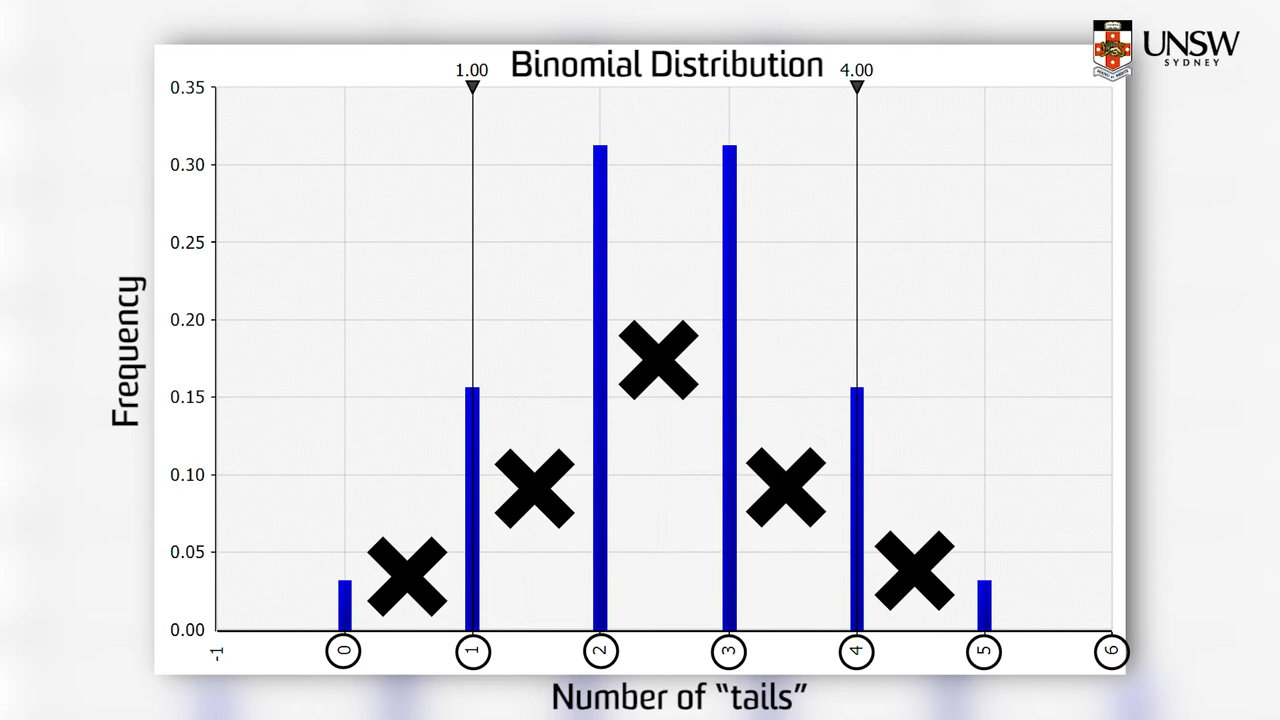 UNSW
SYDNEY
Binomial Distribution
1.00 4.00
0.35
0.30
0.25
0.20
0.15
0.10
0.05
0.00
Frequency
-1 0 1 2 3 4 5 6
Number of “tails”